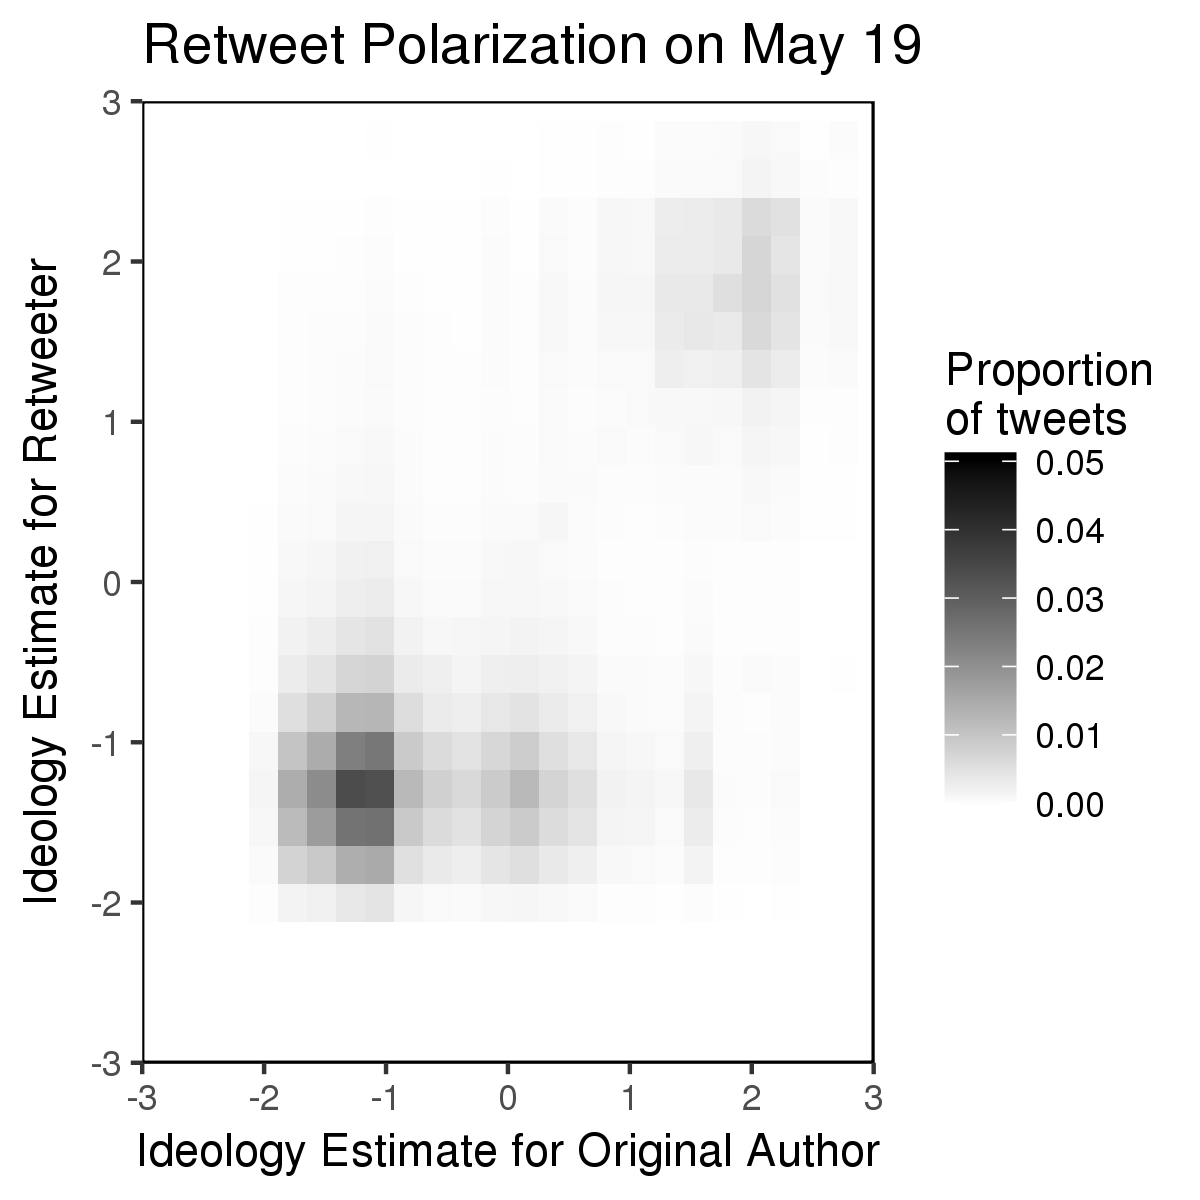 Retweet Polarization on May 19
Ideology Estimate for Retweeter
3
2
1
0
-1
-2
-3
-3 -2 -1 0 1 2 3
Ideology Estimate for Original Author
Proportion
of tweets
0.05
0.04
0.03
0.02
0.01
0.00